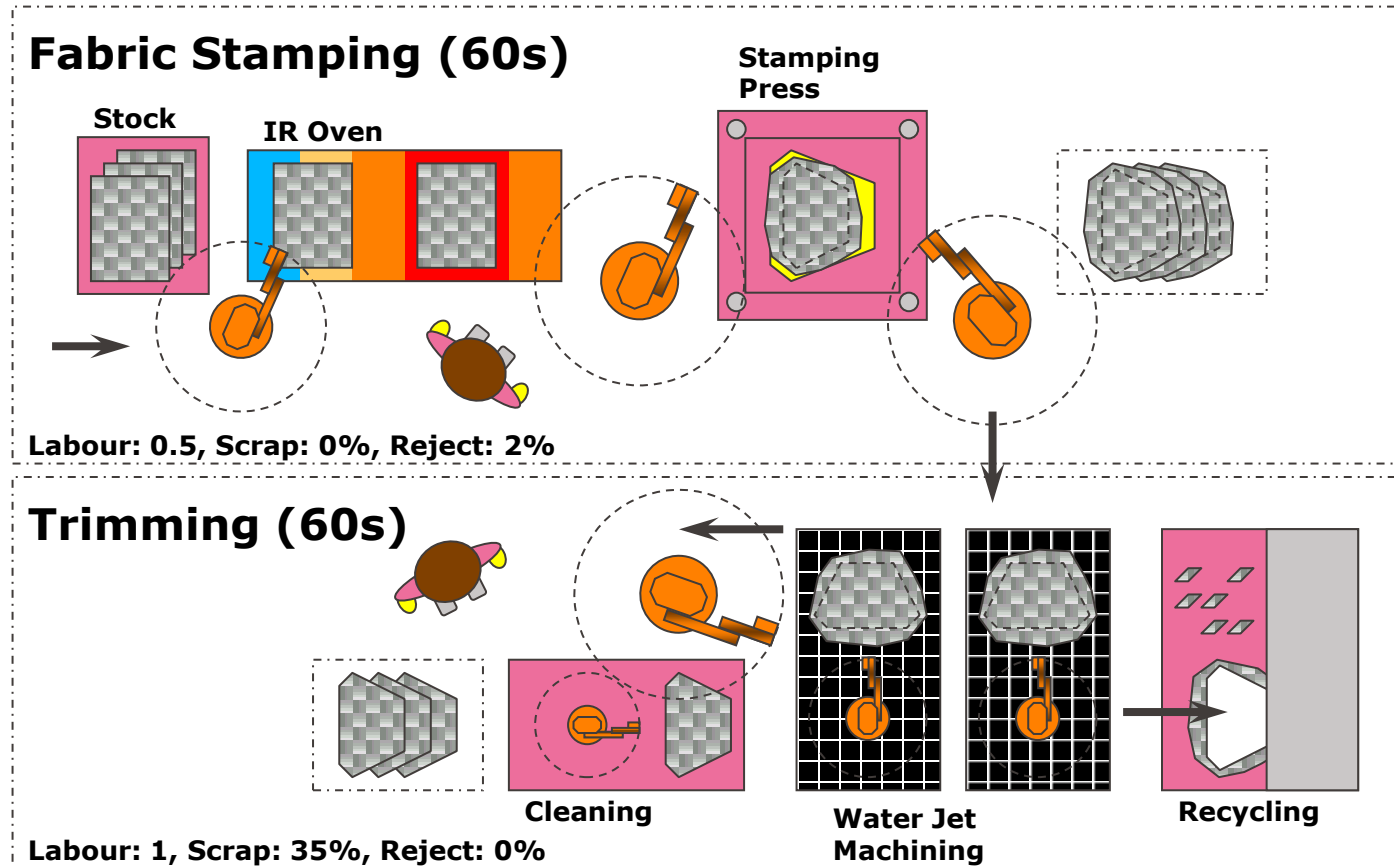 Fabric Stamping (60s)
Stamping
Press
Stock
IR Oven
Labour: 0.5, Scrap: 0%, Reject: 2%
Trimming (60s)
Cleaning
Water Jet
Machining
Recycling
Labour: 1, Scrap: 35%, Reject: 0%